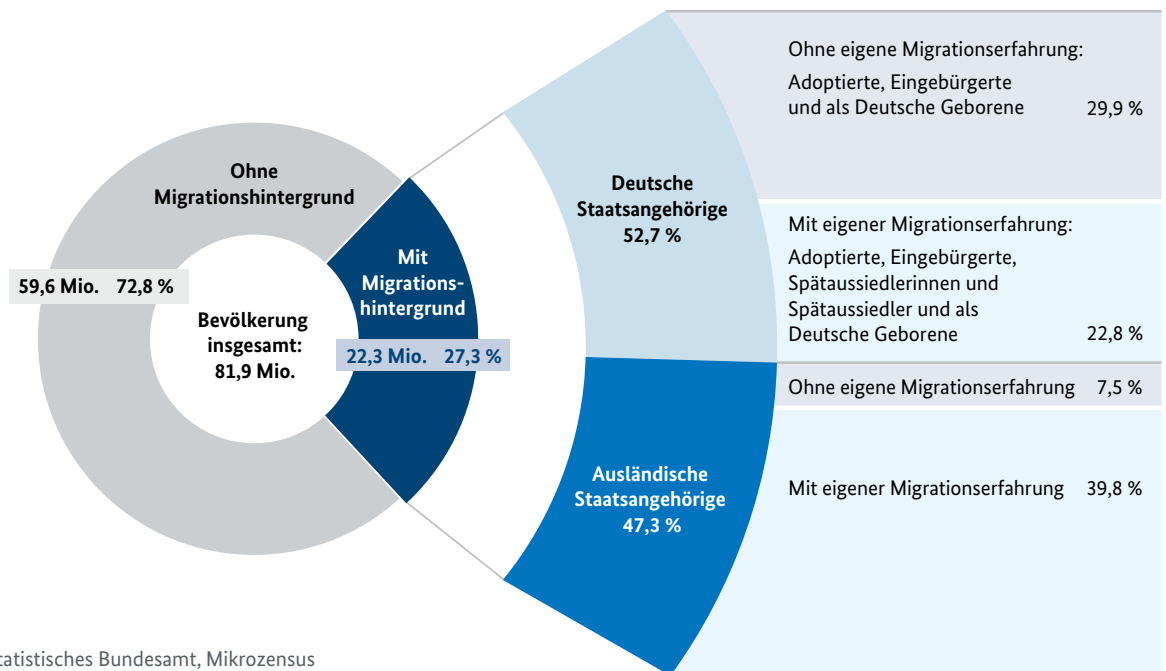 Ohne
Migrationshintergrund
59,6 Mio. 72,8 %
Bevölkerung
insgesamt:
81,9 Mio.
Mit
Migrations-
hintergrund
22,3 Mio. 27,3 %
Deutsche
Staatsangehörige
52,7 %
Ausländische
Staatsangehörige
47,3 %
Ohne eigene Migrationserfahrung:
Adoptierte, Eingebürgerte
und als Deutsche Geborene 29,9 %
Mit eigener Migrationserfahrung:
Adoptierte, Eingebürgerte,
Spätaussiedlerinnen und
Spätaussiedler und als
Deutsche Geborene 22,8 %
Ohne eigene Migrationserfahrung 7,5 %
Mit eigener Migrationserfahrung 39,8 %
tatistisches Bundesamt, Mikrozensus